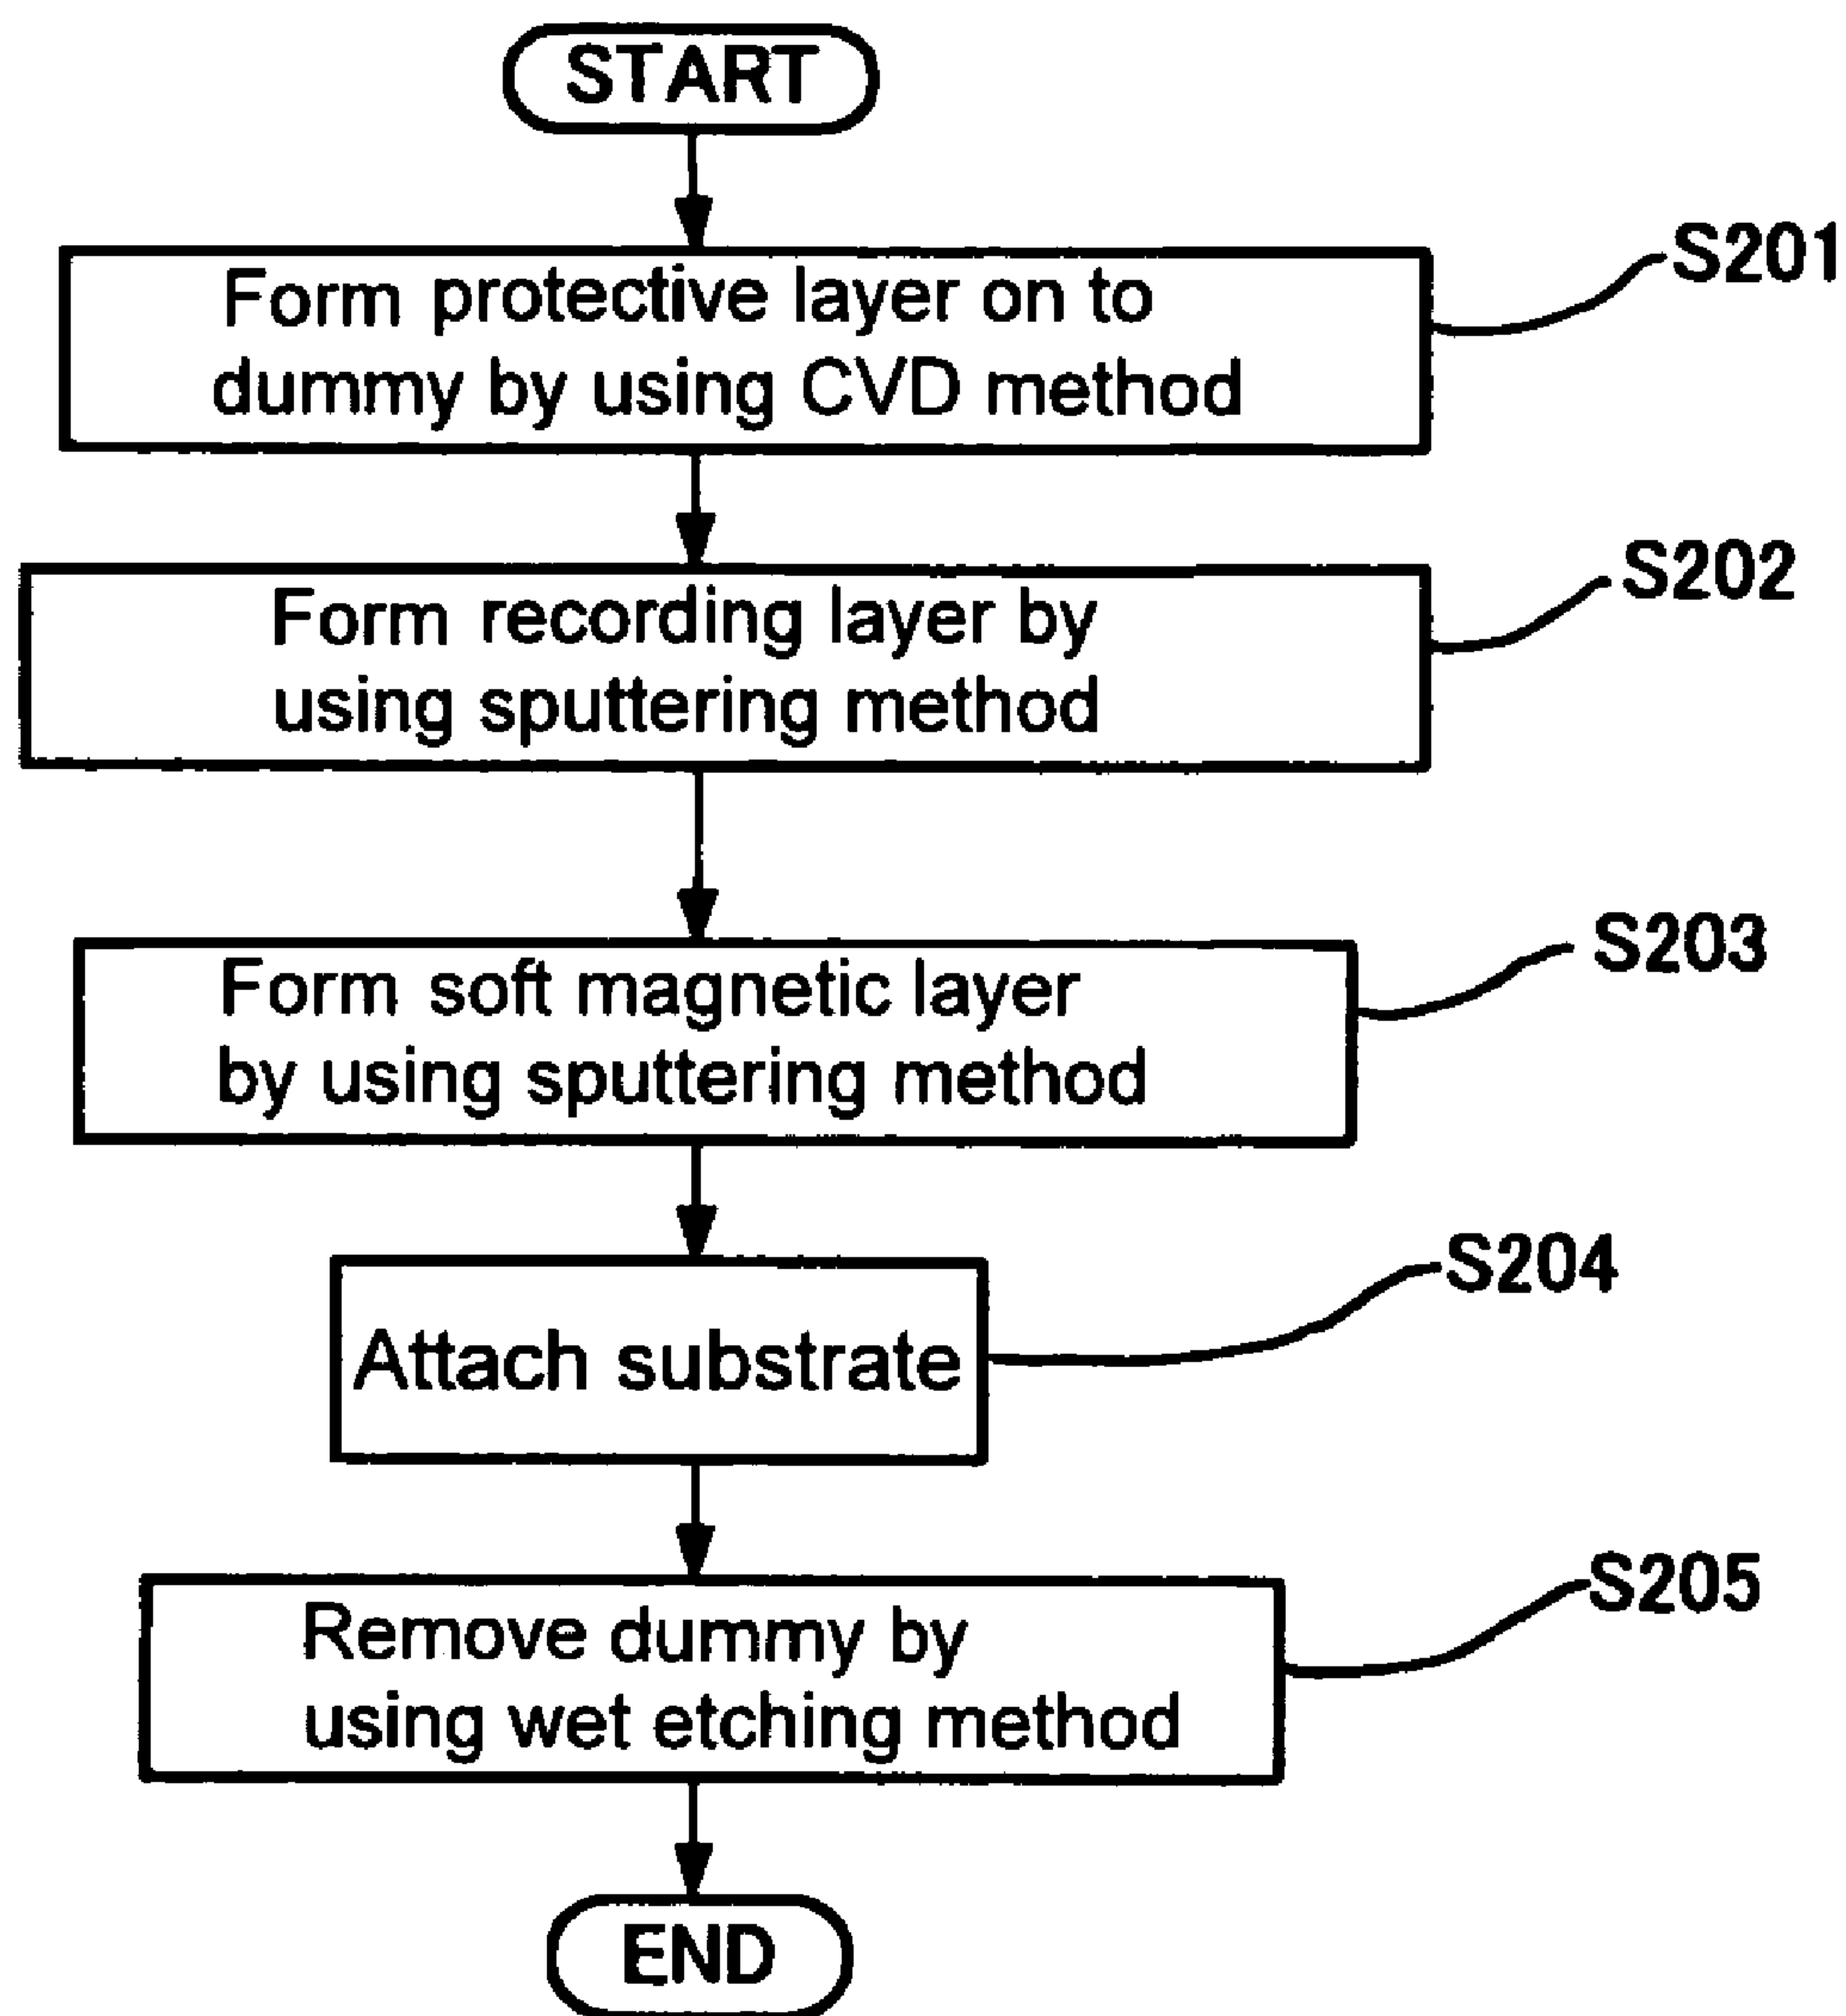 START
Form protective layer on to
dummy by using CVD method
S201
Form recording layer by
using sputtering method
S202
Form soft magnetic layer
by using sputtering method
S203
Attach substrate
S204
Remove dummy by
using wet etching method
S205
END